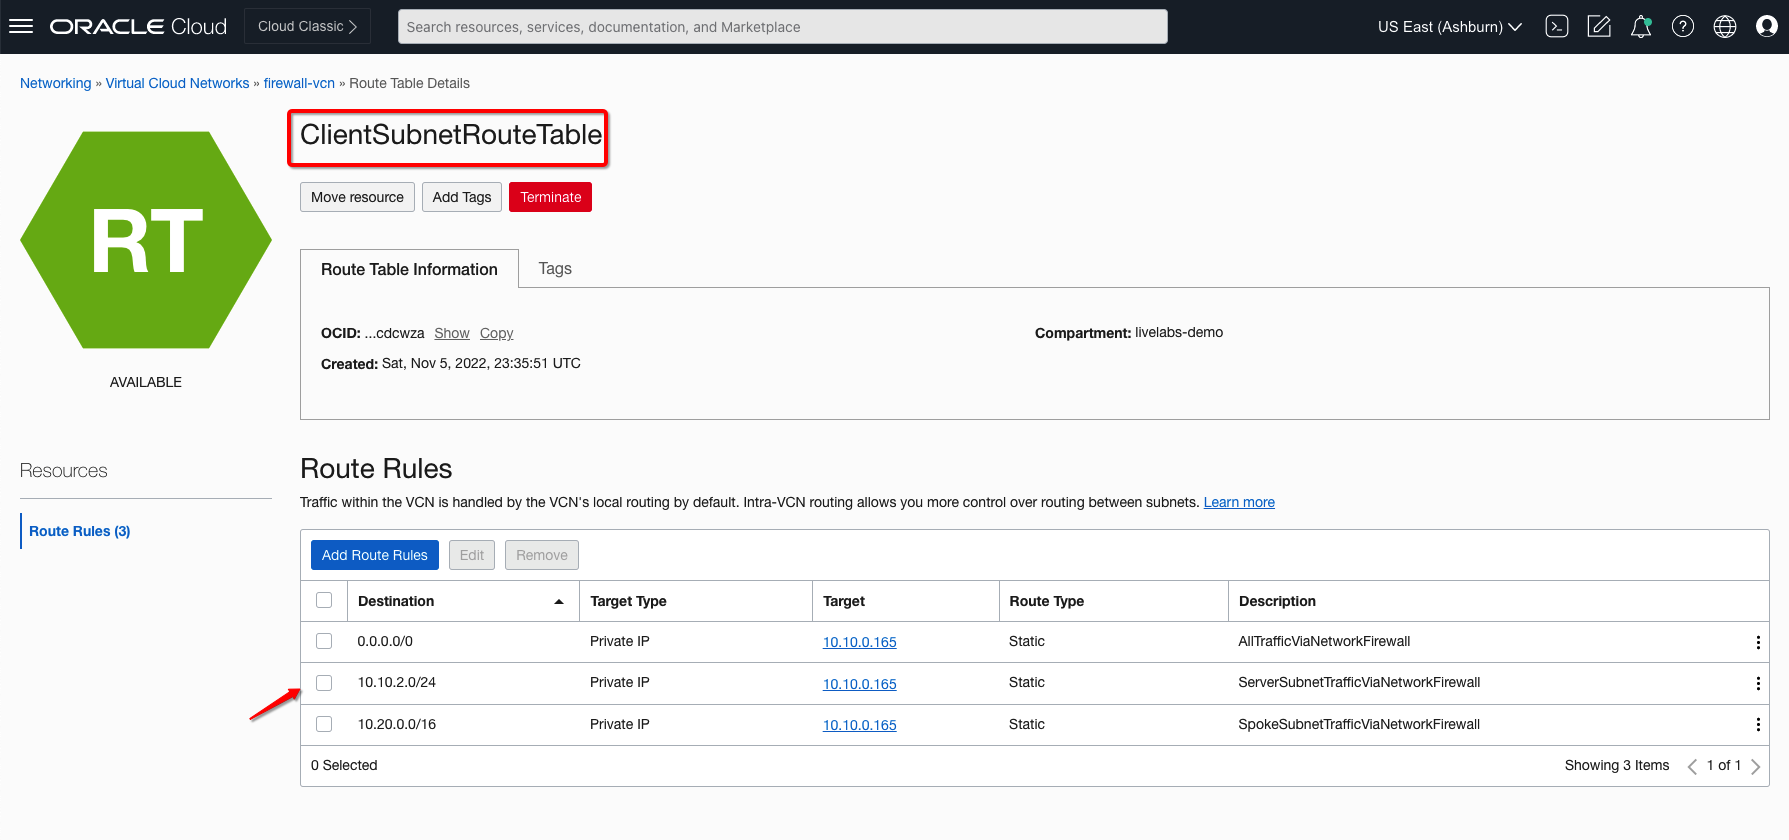 ORACLE Cloud
Cloud Classic
Search resources, services, documentation, and Marketplace
US East (Ashburn)
Networking » Virtual Cloud Networks » firewall-vcn » Route Table Details
RT
AVAILABLE
ClientSubnetRouteTable
Move resource
Add Tags
Terminate
Route Table Information
Tags
OCID: ...cdcwza Show Copy
Created: Sat, Nov 5, 2022, 23:35:51 UTC
Compartment: livelabs-demo
Resources
Route Rules (3)
Route Rules
Traffic within the VCN is handled by the VCN's local routing by default. Intra-VCN routing allows you more control over routing between subnets. Learn more
Add Route Rules
Edit
Remove
Destination Target Type Target Route Type Description
0.0.0.0/0 Private IP 10.10.0.165 Static AllTrafficViaNetworkFirewall
10.10.2.0/24 Private IP 10.10.0.165 Static ServerSubnetTrafficViaNetworkFirewall
10.20.0.0/16 Private IP 10.10.0.165 Static SpokeSubnetTrafficViaNetworkFirewall
0 Selected
Showing 3 Items
1 of 1